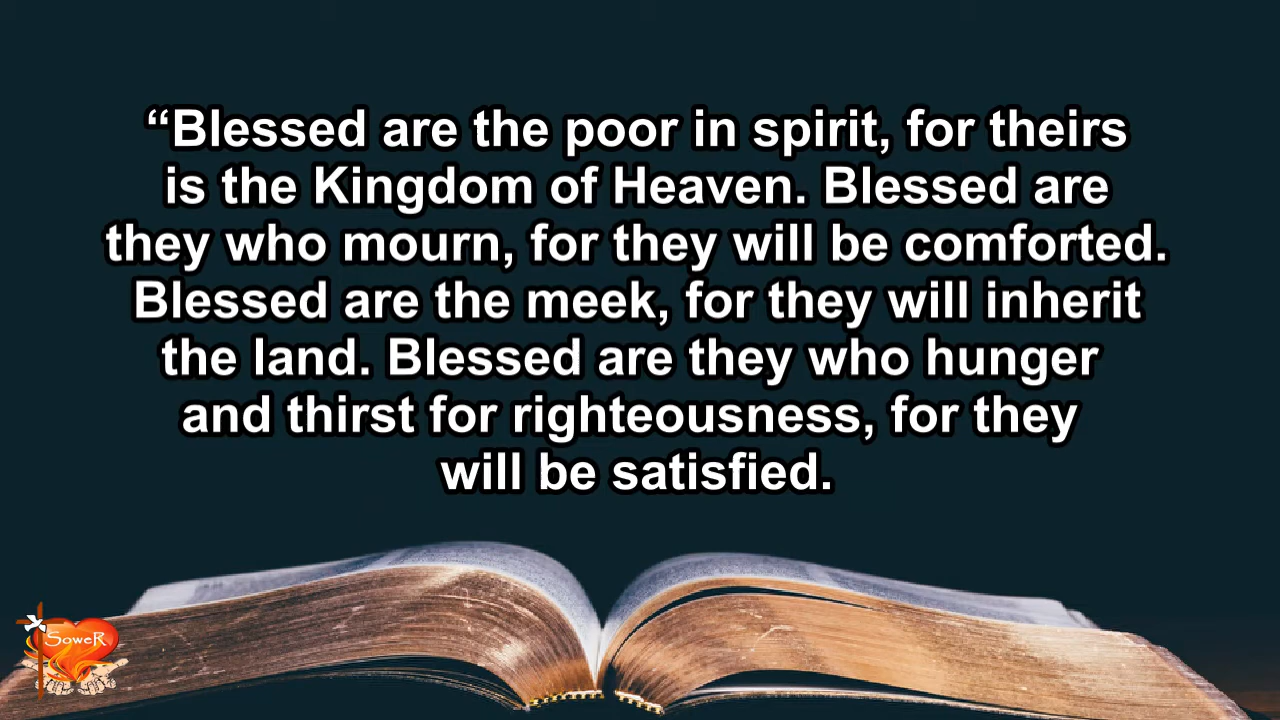 “Blessed are the poor in spirit, for theirs
is the Kingdom of Heaven. Blessed are
they who mourn, for they will be comforted.
Blessed are the meek, for they will inherit
the land. Blessed are they who hunger
and thirst for righteousness, for they
will be satisfied.
SoweR